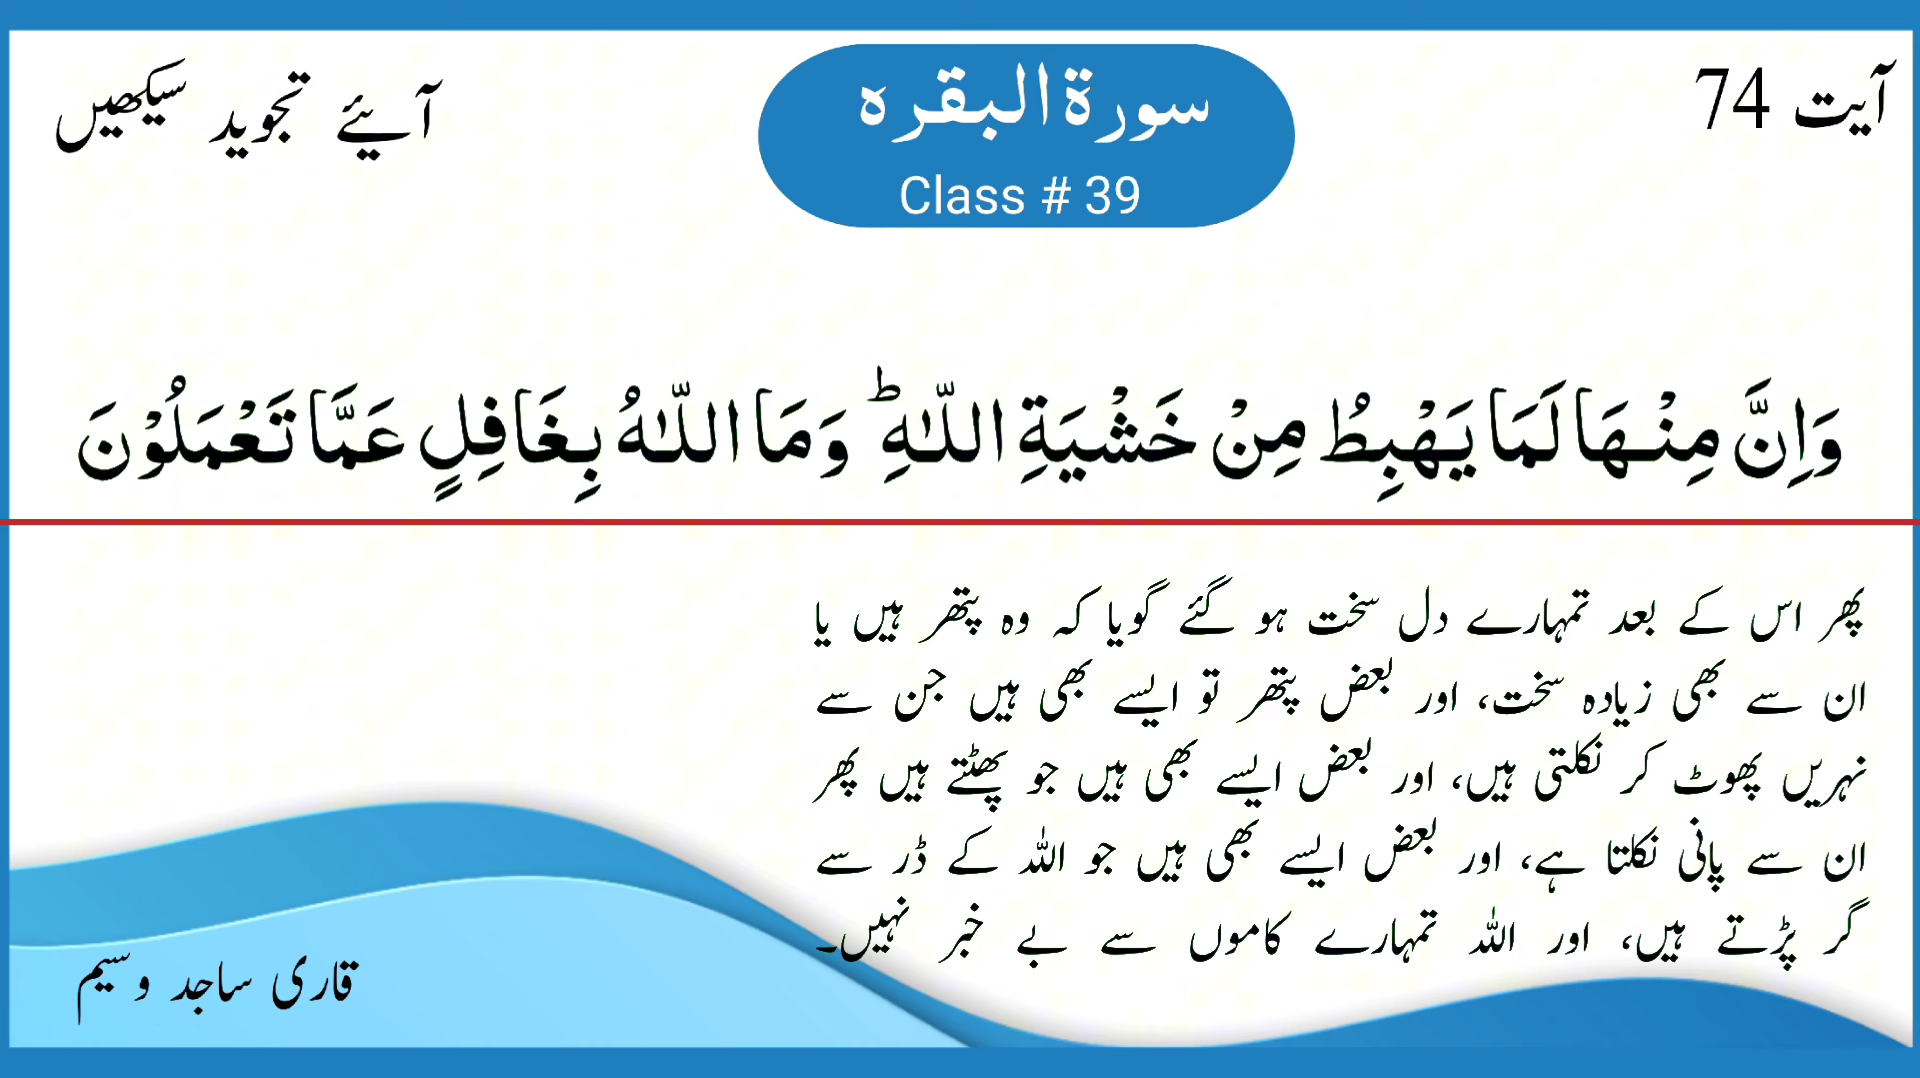 آیت 74
سورۃ البقرہ
Class # 39
آیئے تجوید سیکھیں
وَاِنَّ مِنْهَا لَمَا يَهْبِطُ مِنْ خَشْيَةِ اللّٰهِ ؕ وَمَا اللّٰهُ بِغَافِلٍ عَمَّا تَعْمَلُوْنَ
پھر اس کے بعد تمہارے دل سخت ہو گئے گویا کہ وہ پتھر ہیں یا
ان سے بھی زیادہ سخت، اور بعض پتھر تو ایسے بھی ہیں جن سے
نہریں پھوٹ کر نکلتی ہیں، اور بعض ایسے بھی ہیں جو پھٹتے ہیں پھر
ان سے پانی نکلتا ہے، اور بعض ایسے بھی ہیں جو اللہ کے ڈر سے
گر پڑتے ہیں، اور اللہ تمہارے کاموں سے بے خبر نہیں۔
قاری ساجد وسیم